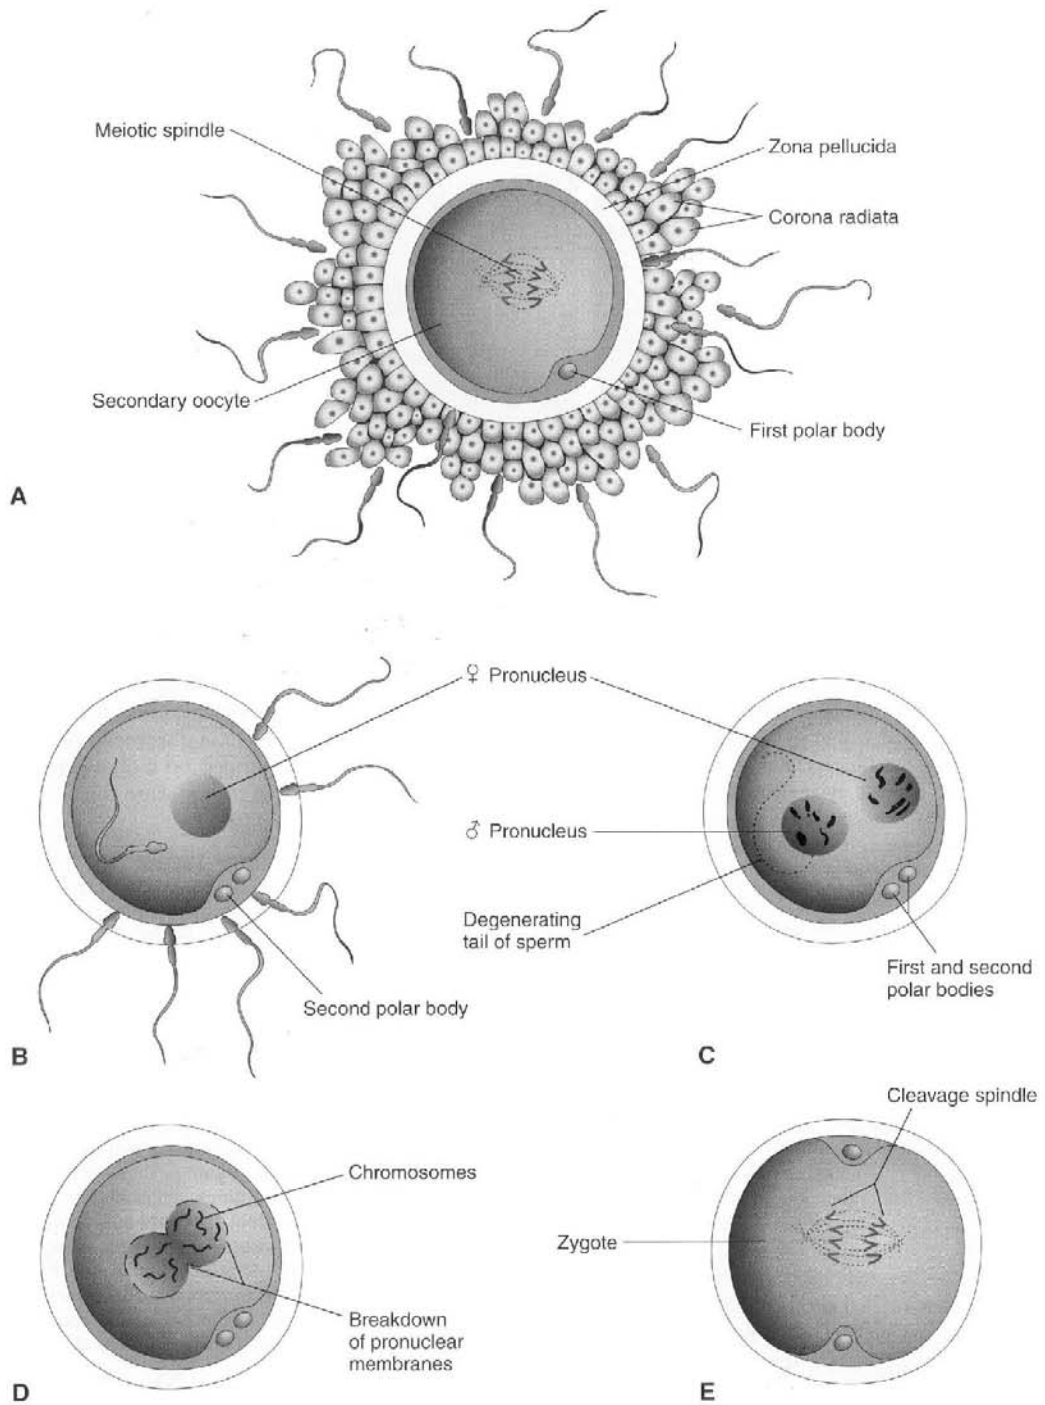 Meiotic spindle
Zona pellucida
Corona radiata
Secondary oocyte
First polar body
A
♀ Pronucleus
♂ Pronucleus
Degenerating
tail of sperm
First and second
polar bodies
Second polar body
B
C
Cleavage spindle
Chromosomes
Zygote
Breakdown
of pronuclear
membranes
D
E